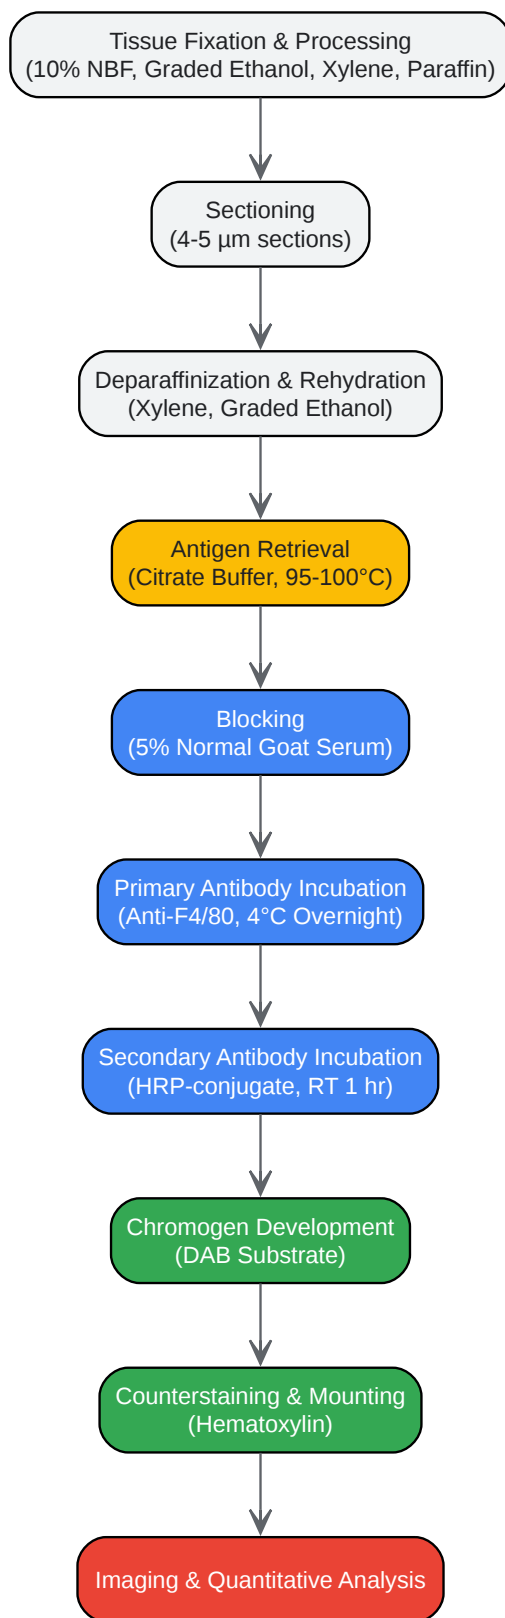 Tissue Fixation & Processing
(10% NBF, Graded Ethanol, Xylene, Paraffin)
Sectioning
(4-5 µm sections)
Deparaffinization & Rehydration
(Xylene, Graded Ethanol)
Antigen Retrieval
(Citrate Buffer, 95-100°C)
Blocking
(5% Normal Goat Serum)
Primary Antibody Incubation
(Anti-F4/80, 4°C Overnight)
Secondary Antibody Incubation
(HRP-conjugate, RT 1 hr)
Chromogen Development
(DAB Substrate)
Counterstaining & Mounting
(Hematoxylin)
Imaging & Quantitative Analysis